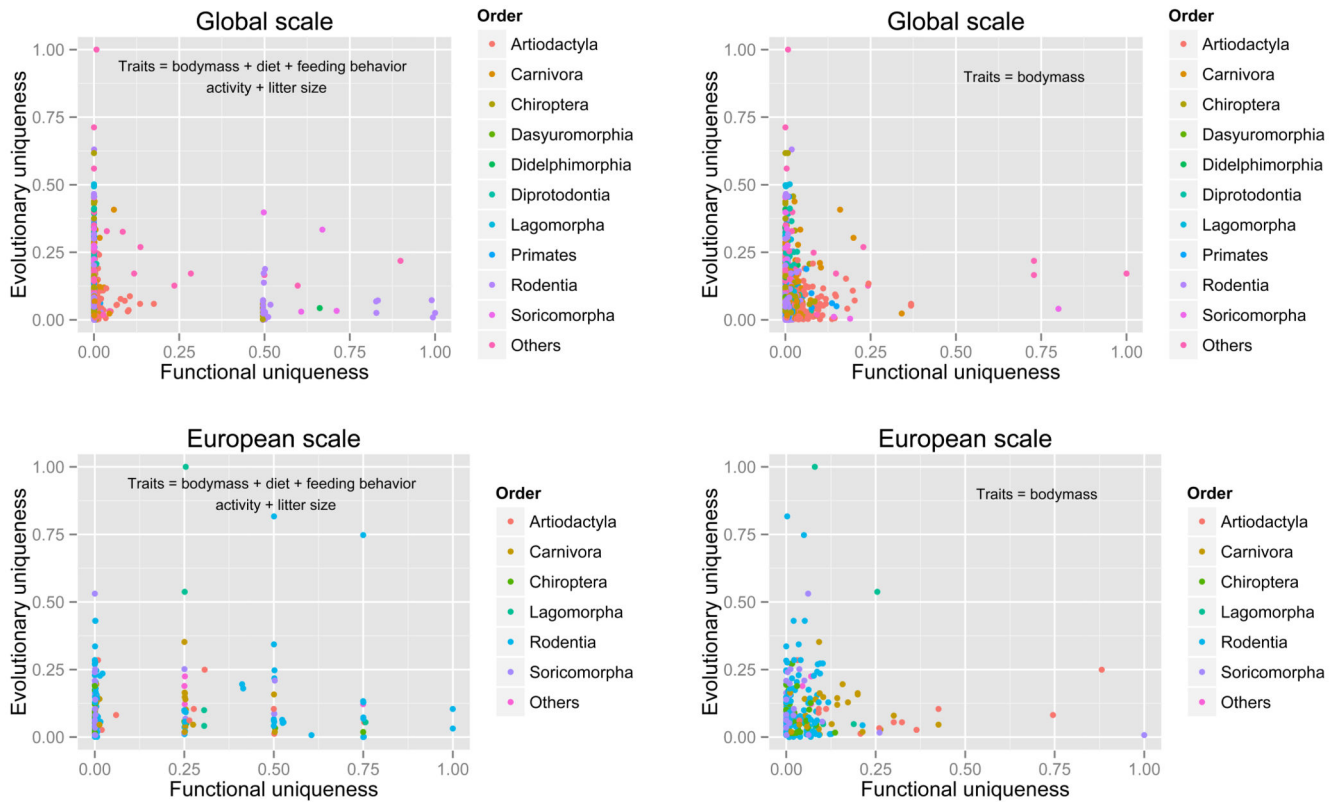 Global scale
Evolutionary uniqueness
1.00
0.75
0.50
0.25
0.00
Traits = bodymass + diet + feeding behavior
activity + litter size
0.00 0.25 0.50 0.75 1.00
Functional uniqueness
Order
Artiodactyla
Carnivora
Chiroptera
Dasyuromorphia
Didelphimorphia
Diprotodontia
Lagomorpha
Primates
Rodentia
Soricomorpha
Others
Global scale
Evolutionary uniqueness
1.00
0.75
0.50
0.25
0.00
Traits = bodymass
0.00 0.25 0.50 0.75 1.00
Functional uniqueness
Order
Artiodactyla
Carnivora
Chiroptera
Dasyuromorphia
Didelphimorphia
Diprotodontia
Lagomorpha
Primates
Rodentia
Soricomorpha
Others
European scale
Evolutionary uniqueness
1.00
0.75
0.50
0.25
0.00
Traits = bodymass + diet + feeding behavior
activity + litter size
0.00 0.25 0.50 0.75 1.00
Functional uniqueness
Order
Artiodactyla
Carnivora
Chiroptera
Lagomorpha
Rodentia
Soricomorpha
Others
European scale
Evolutionary uniqueness
1.00
0.75
0.50
0.25
0.00
Traits = bodymass
0.00 0.25 0.50 0.75 1.00
Functional uniqueness
Order
Artiodactyla
Carnivora
Chiroptera
Lagomorpha
Rodentia
Soricomorpha
Others